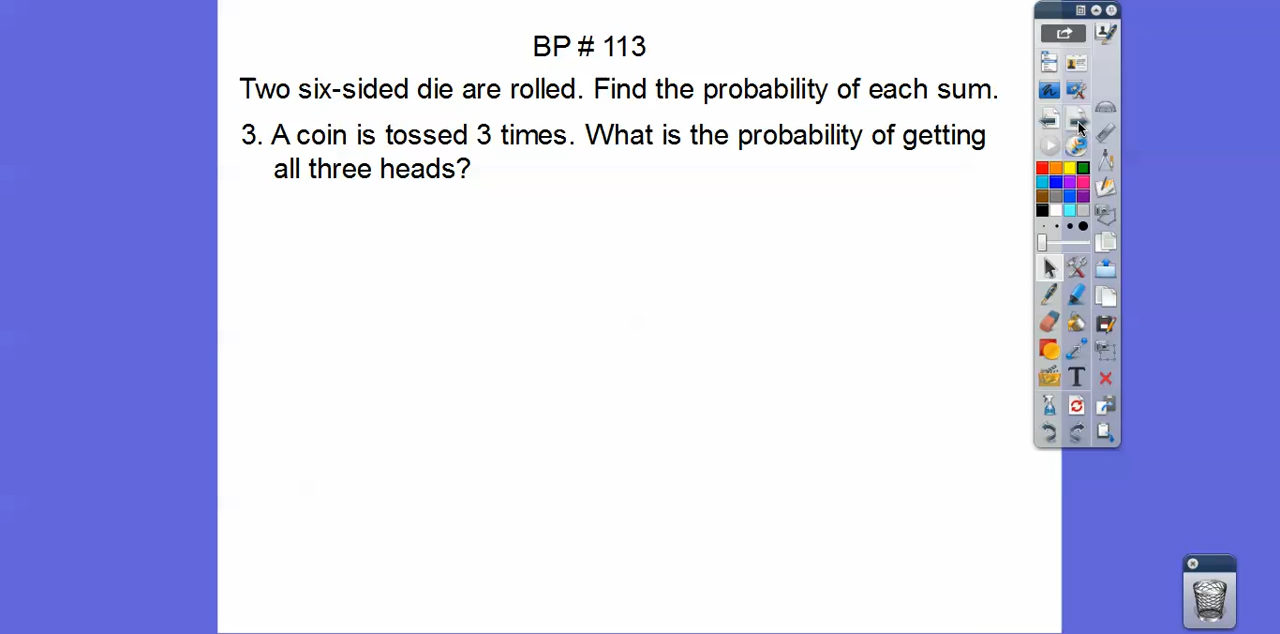 BP # 113
Two six-sided die are rolled. Find the probability of each sum.
3. A coin is tossed 3 times. What is the probability of getting
all three heads?